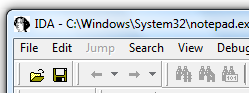 IDA - C:\Windows\System32\notepad.ex
File Edit Jump Search View Debug